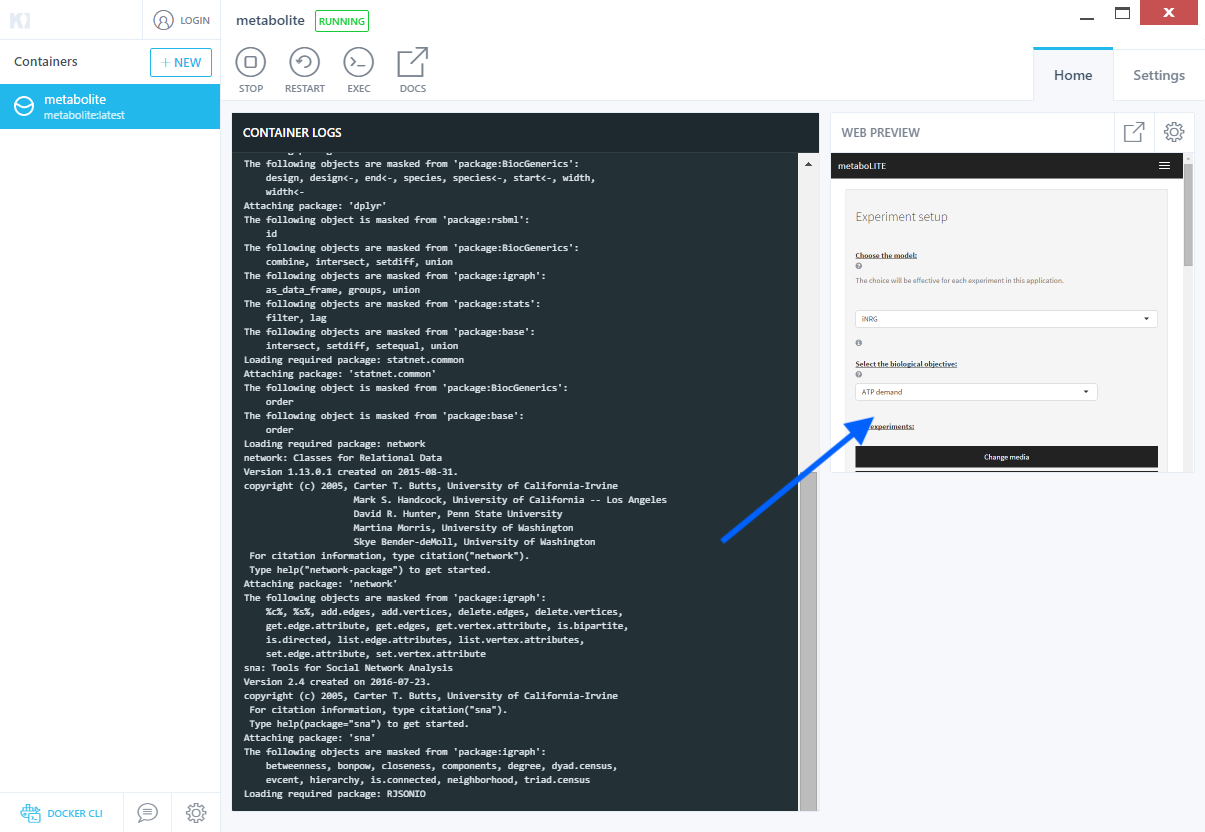 LOGIN
metabolite RUNNING
Containers
+ NEW
STOP RESTART EXEC DOCS
Home Settings
metabolite
metabolite:latest
CONTAINER LOGS
The following objects are masked from 'package:BiocGenerics':
design, design<-, end<-, species, species<-, start<-, width,
width<-
Attaching package: 'dplyr'
The following object is masked from 'package:rsbml':
id
The following objects are masked from 'package:BiocGenerics':
combine, intersect, setdiff, union
The following objects are masked from 'package:igraph':
as_data_frame, groups, union
The following objects are masked from 'package:stats':
filter, lag
The following objects are masked from 'package:base':
intersect, setdiff, setequal, union
Loading required package: statnet.common
Attaching package: 'statnet.common'
The following object is masked from 'package:BiocGenerics':
order
The following object is masked from 'package:base':
order
Loading required package: network
network: Classes for Relational Data
Version 1.13.0.1 created on 2015-08-31.
copyright (c) 2005, Carter T. Butts, University of California-Irvine
Mark S. Handcock, University of California -- Los Angeles
David R. Hunter, Penn State University
Martina Morris, University of Washington
Skye Bender-deMoll, University of Washington
For citation information, type citation("network").
Type help("network-package") to get started.
Attaching package: 'network'
The following objects are masked from 'package:igraph':
%c%, %s%, add.edges, add.vertices, delete.edges, delete.vertices,
get.edge.attribute, get.edges, get.vertex.attribute, is.bipartite,
is.directed, list.edge.attributes, list.vertex.attributes,
set.edge.attribute, set.vertex.attribute
sna: Tools for Social Network Analysis
Version 2.4 created on 2016-07-23.
copyright (c) 2005, Carter T. Butts, University of California-Irvine
For citation information, type citation("sna").
Type help(package="sna") to get started.
Attaching package: 'sna'
The following objects are masked from 'package:igraph':
betweenness, bonpow, closeness, components, degree, dyad.census,
evcent, hierarchy, is.connected, neighborhood, triad.census
Loading required package: RJSONIO
WEB PREVIEW
metaboLITE
Experiment setup
Choose the model:
The choice will be effective for each experiment in this application.
iNRG
Select the biological objective:
ATP demand
experiments:
Change media
DOCKER CLI